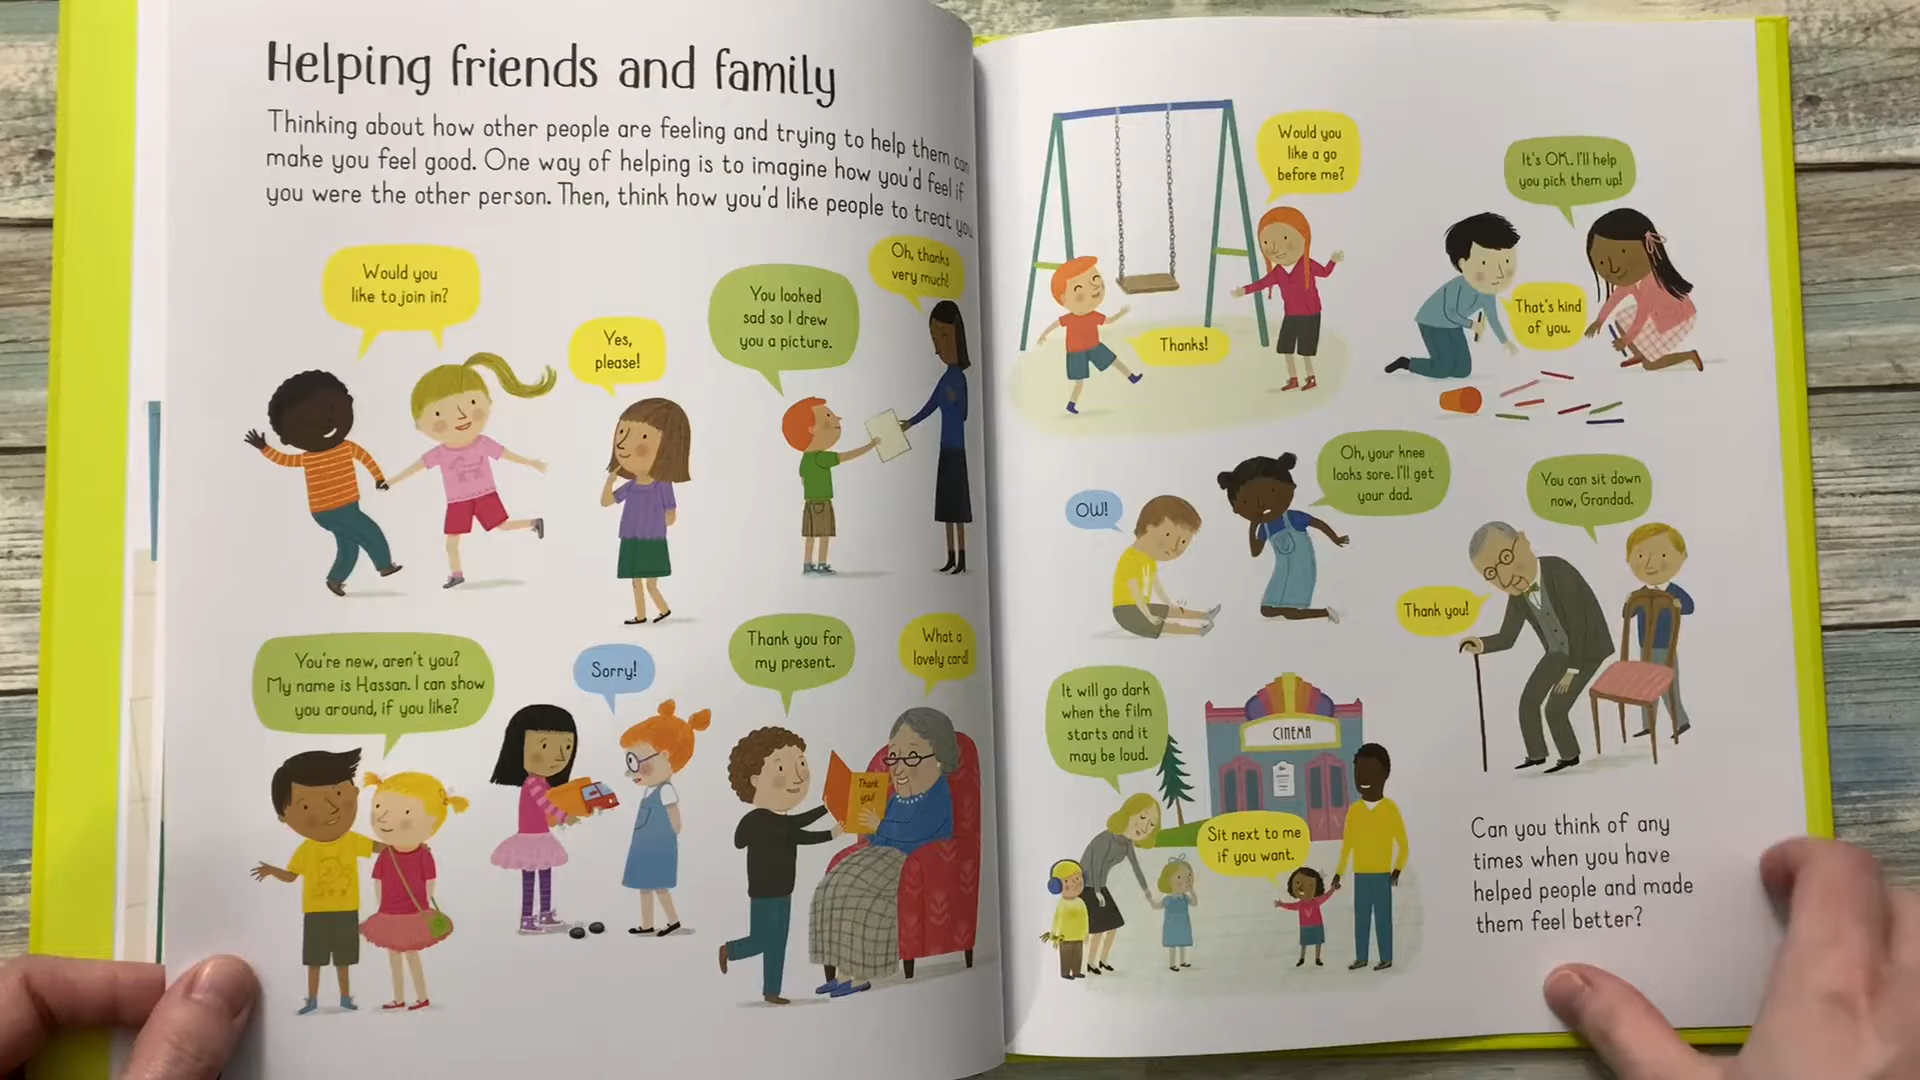 Helping friends and family
Thinking about how other people are feeling and trying to help them can
make you feel good. One way of helping is to imagine how you'd feel if
you were the other person. Then, think how you'd like people to treat you.
Would you
like to join in?
Yes,
please!
You looked
sad so I drew
you a picture.
Oh, thanks
very much!
You're new, aren't you?
My name is Hassan. I can show
you around, if you like?
Sorry!
Thank you for
my present.
What a
lovely card!
Thank
you!
Would you
like a go
before me?
Thanks!
It's OK. I'll help
you pick them up!
That's kind
of you.
OW!
Oh, your knee
looks sore. I'll get
your dad.
You can sit down
now, Grandad.
Thank you!
It will go dark
when the film
starts and it
may be loud.
CINEMA
Sit next to me
if you want.
Can you think of any
times when you have
helped people and made
them feel better?